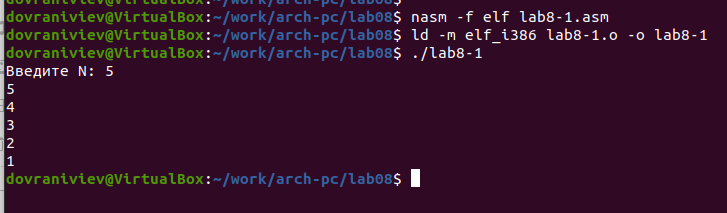 dovraniviev@VirtualBox:~/work/arch-pc/lab08$ nasm -f elf lab8-1.asm
dovraniviev@VirtualBox:~/work/arch-pc/lab08$ ld -m elf_i386 lab8-1.o -o lab8-1
dovraniviev@VirtualBox:~/work/arch-pc/lab08$ ./lab8-1
Введите N: 5
5
4
3
2
1
dovraniviev@VirtualBox:~/work/arch-pc/lab08$